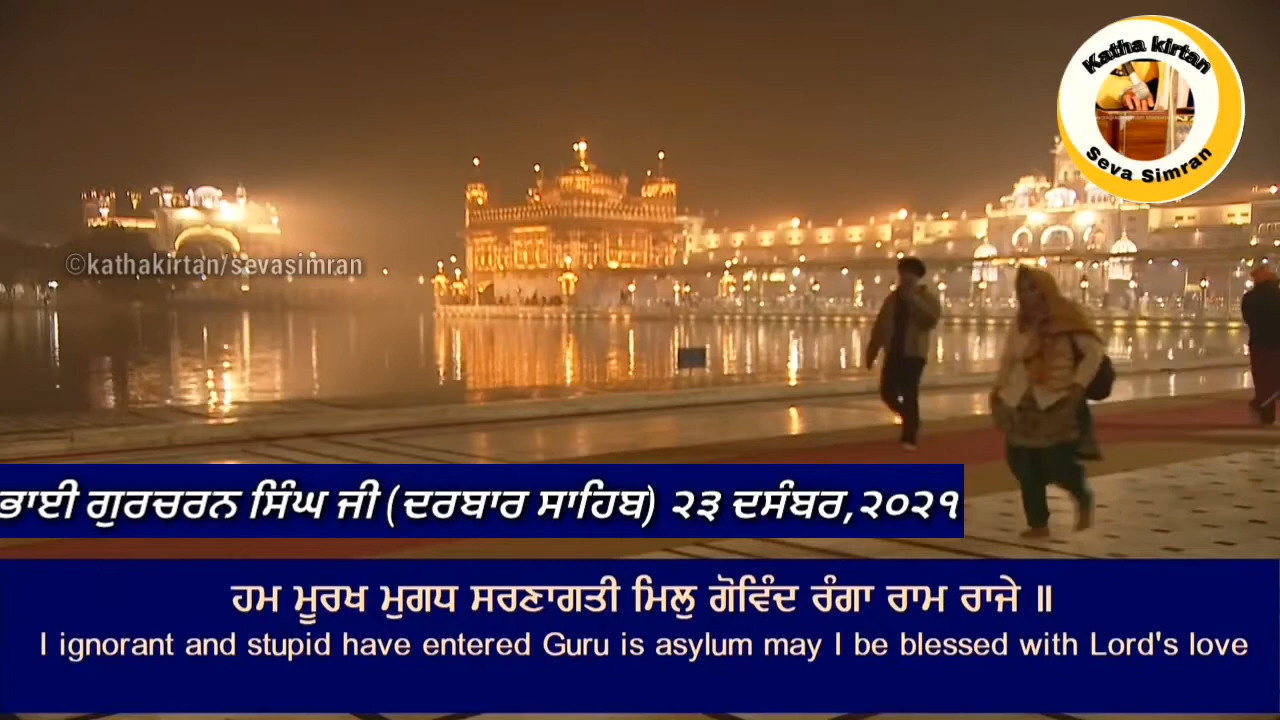 Katha kirtan
Seva Simran
©kathakirtan/sevasimran
ਭਾਈ ਗੁਰਚਰਨ ਸਿੰਘ ਜੀ (ਦਰਬਾਰ ਸਾਹਿਬ) ੨੩ ਦਸੰਬਰ,੨੦੨੧
ਹਮ ਮੂਰਖ ਮੁਗਧ ਸਰਣਾਗਤੀ ਮਿਲੁ ਗੋਵਿੰਦ ਰੰਗਾ ਰਾਮ ਰਾਜੇ ॥
I ignorant and stupid have entered Guru is asylum may I be blessed with Lord's love